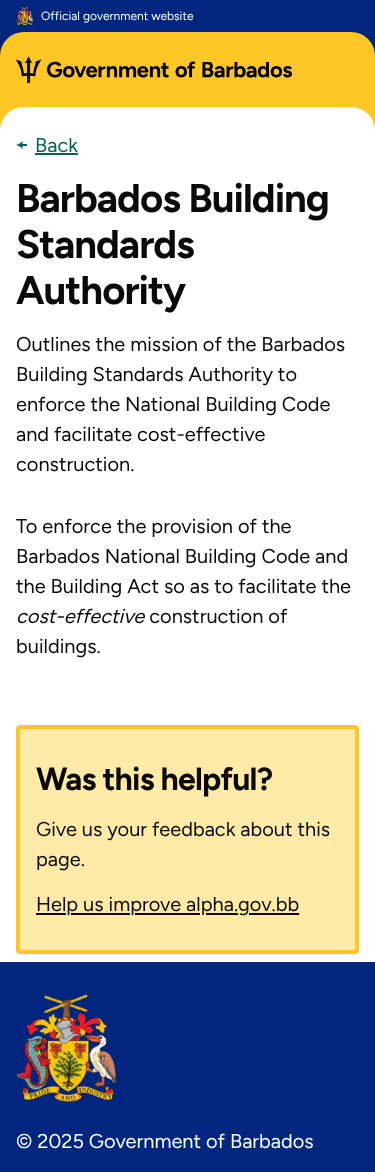 Official government website
Government of Barbados
Back
Barbados Building
Standards
Authority
Outlines the mission of the Barbados
Building Standards Authority to
enforce the National Building Code
and facilitate cost-effective
construction.
To enforce the provision of the
Barbados National Building Code and
the Building Act so as to facilitate the
cost-effective construction of
buildings.
Was this helpful?
Give us your feedback about this
page.
Help us improve alpha.gov.bb
PRIDE AND INDUSTRY
© 2025 Government of Barbados